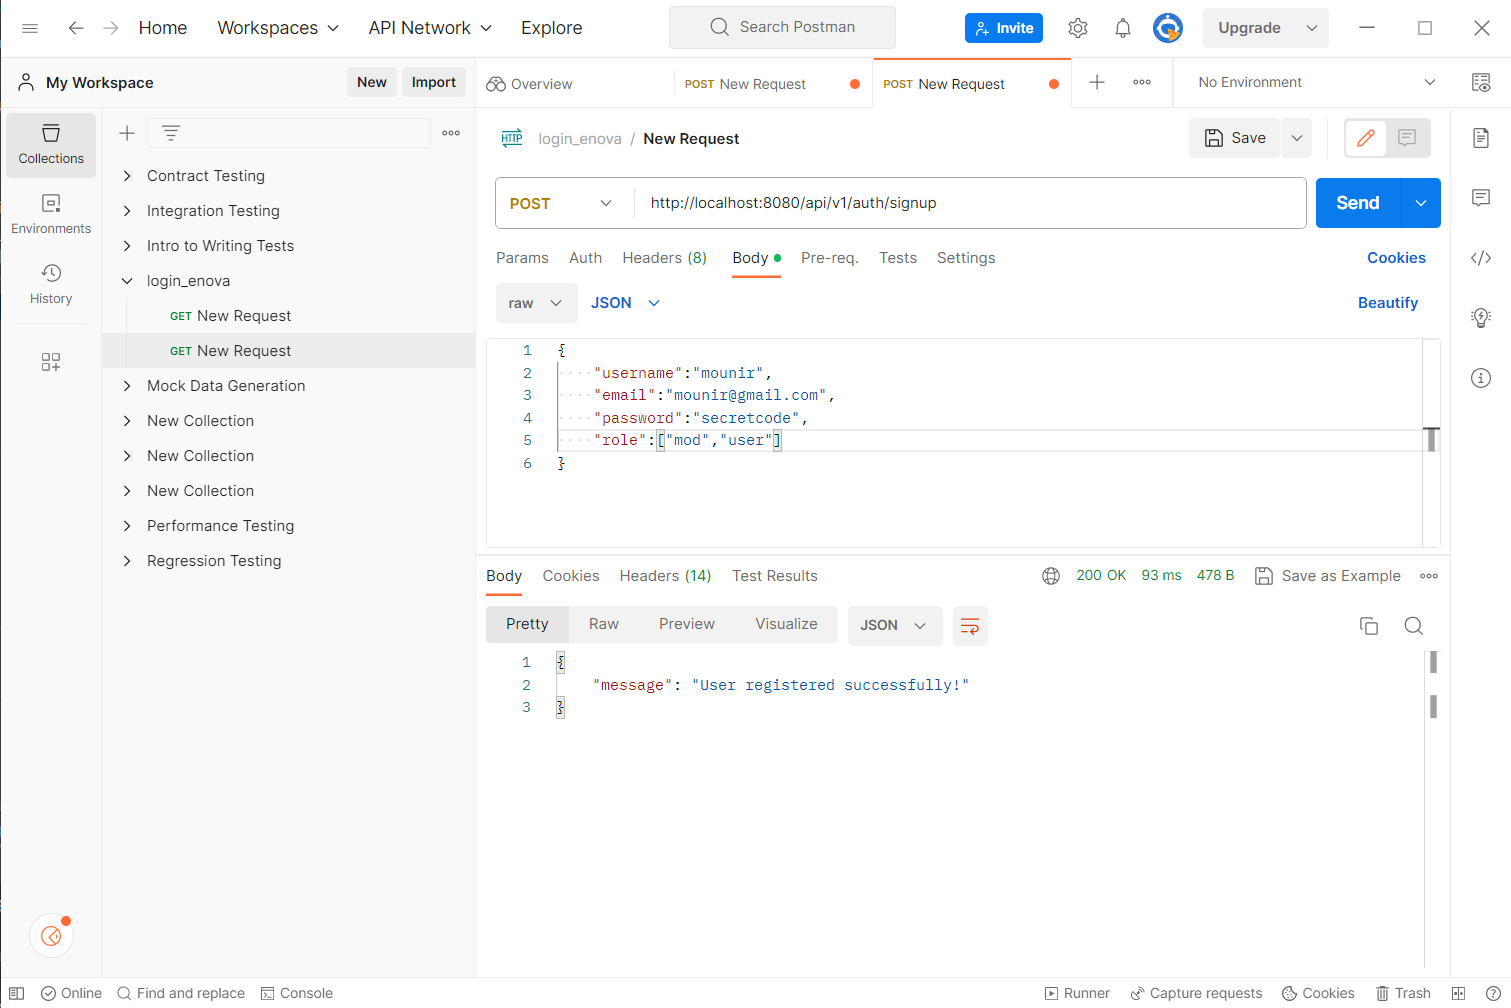 Home Workspaces API Network Explore Search Postman Invite Upgrade
My Workspace New Import Overview POST New Request POST New Request No Environment
Collections
Environments
History
Contract Testing
Integration Testing
Intro to Writing Tests
login_enova
GET New Request
GET New Request
Mock Data Generation
New Collection
New Collection
New Collection
Performance Testing
Regression Testing
HTTP login_enova / New Request Save
POST http://localhost:8080/api/v1/auth/signup Send
Params Auth Headers (8) Body Pre-req. Tests Settings Cookies
raw JSON Beautify
1 {
2 "username":"mounir",
3 "email":"mounir@gmail.com",
4 "password":"secretcode",
5 "role":["mod","user"]
6 }
Body Cookies Headers (14) Test Results 200 OK 93 ms 478 B Save as Example
Pretty Raw Preview Visualize JSON
1 {
2 "message": "User registered successfully!"
3 }
Online Find and replace Console Runner Capture requests Cookies Trash